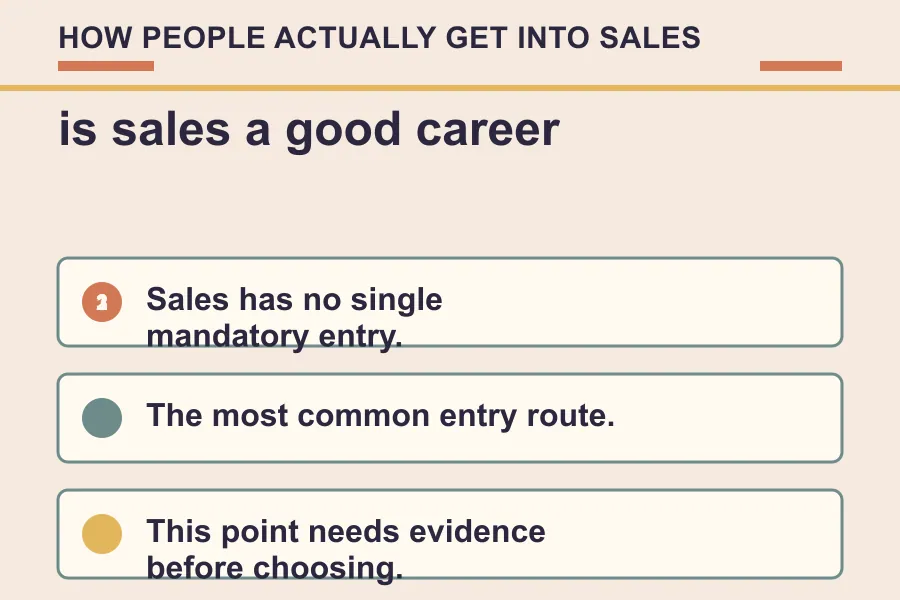 HOW PEOPLE ACTUALLY GET INTO SALES
is sales a good career
Sales has no single
mandatory entry.
The most common entry route.
This point needs evidence
before choosing.